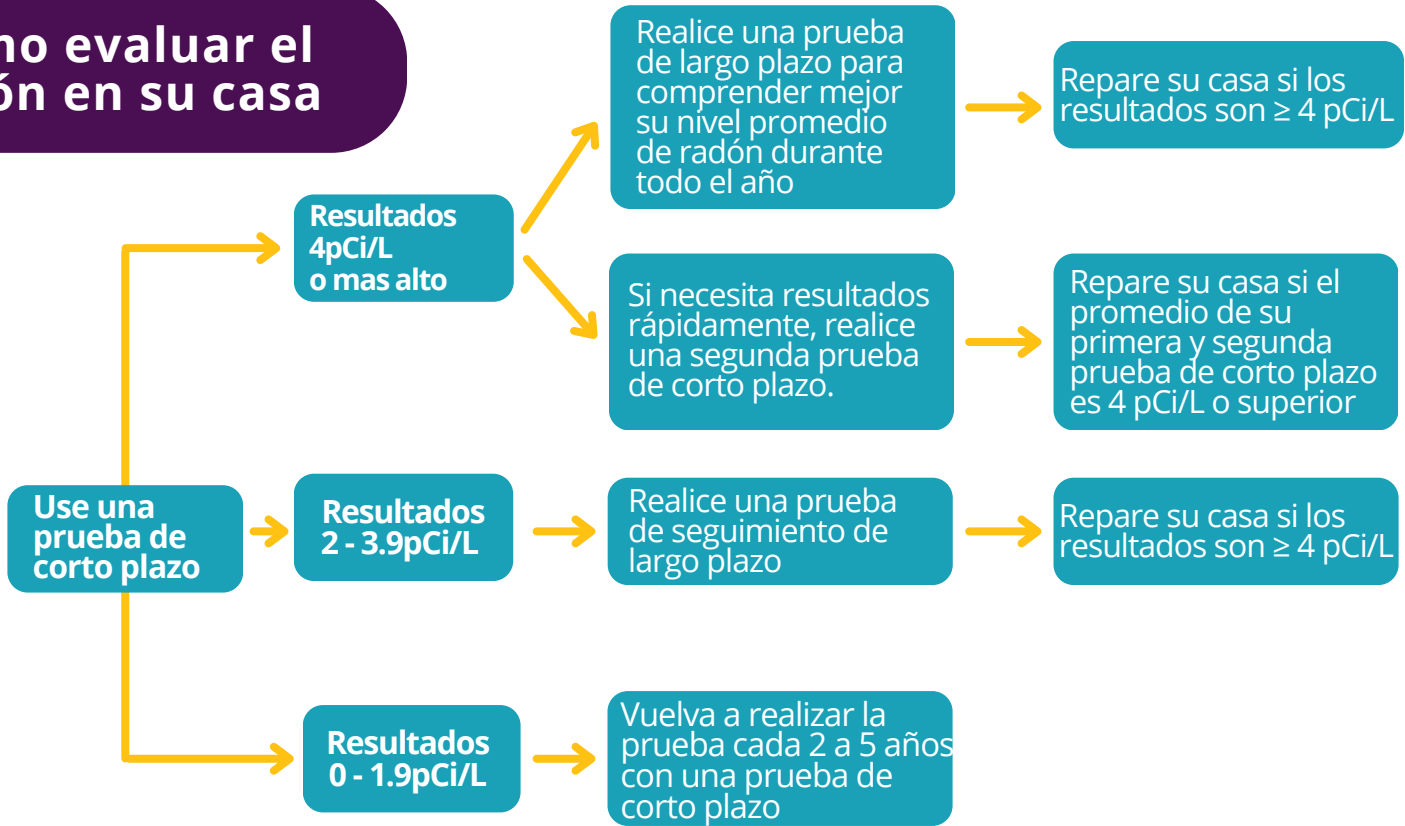 evaluar el
en su casa
Realice una prueba
de largo plazo para
comprender mejor
su nivel promedio
de radón durante
todo el año
Repare su casa si los
resultados son ≥ 4 pCi/L
Resultados
4pCi/L
o mas alto
Si necesita resultados
rápidamente, realice
una segunda prueba
de corto plazo.
Repare su casa si el
promedio de su
primera y segunda
prueba de corto plazo
es 4 pCi/L o superior
Use una
prueba de
corto plazo
Resultados
2 - 3.9pCi/L
Realice una prueba
de seguimiento de
largo plazo
Repare su casa si los
resultados son ≥ 4 pCi/L
Resultados
0 - 1.9pCi/L
Vuelva a realizar la
prueba cada 2 a 5 años
con una prueba de
corto plazo